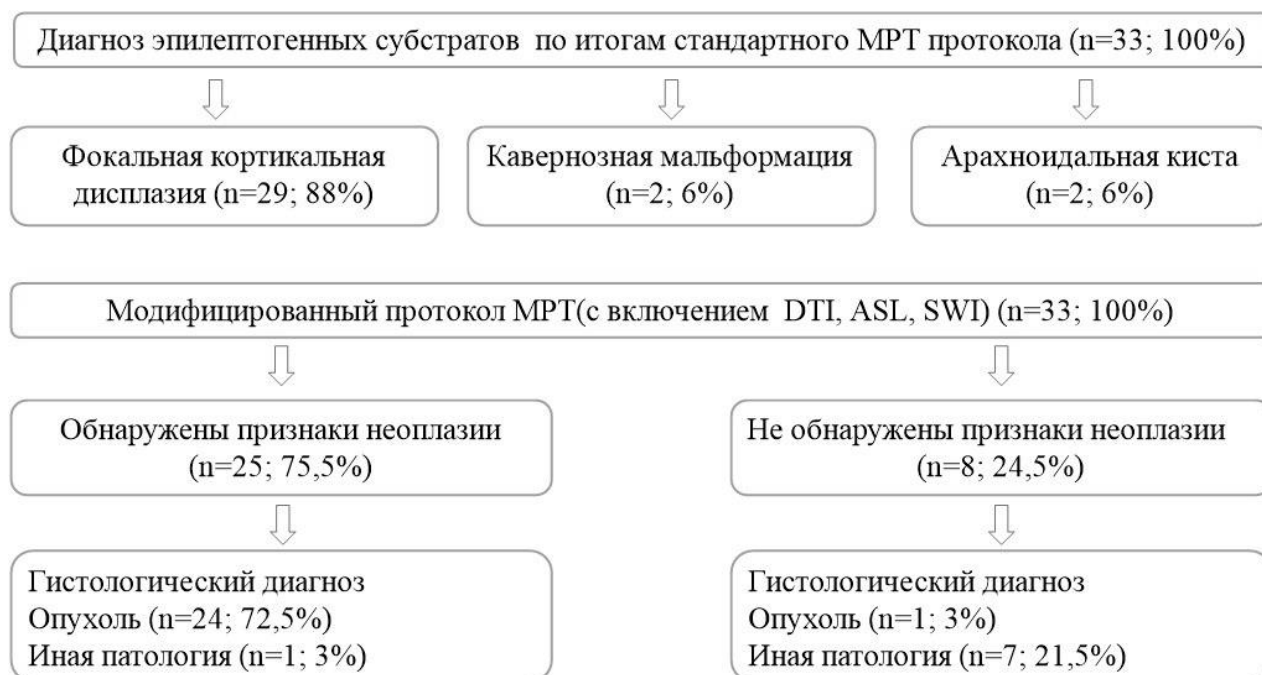 Диагноз эпилептогенных субстратов по итогам стандартного МРТ протокола (n=33; 100%)
Фокальная кортикальная
дисплазия (n=29; 88%)
Кавернозная мальформация
(n=2; 6%)
Арахноидальная киста
(n=2; 6%)
Модифицированный протокол МРТ(с включением DTI, ASL, SWI) (n=33; 100%)
Обнаружены признаки неоплазии
(n=25; 75,5%)
Не обнаружены признаки неоплазии
(n=8; 24,5%)
Гистологический диагноз
Опухоль (n=24; 72,5%)
Иная патология (n=1; 3%)
Гистологический диагноз
Опухоль (n=1; 3%)
Иная патология (n=7; 21,5%)